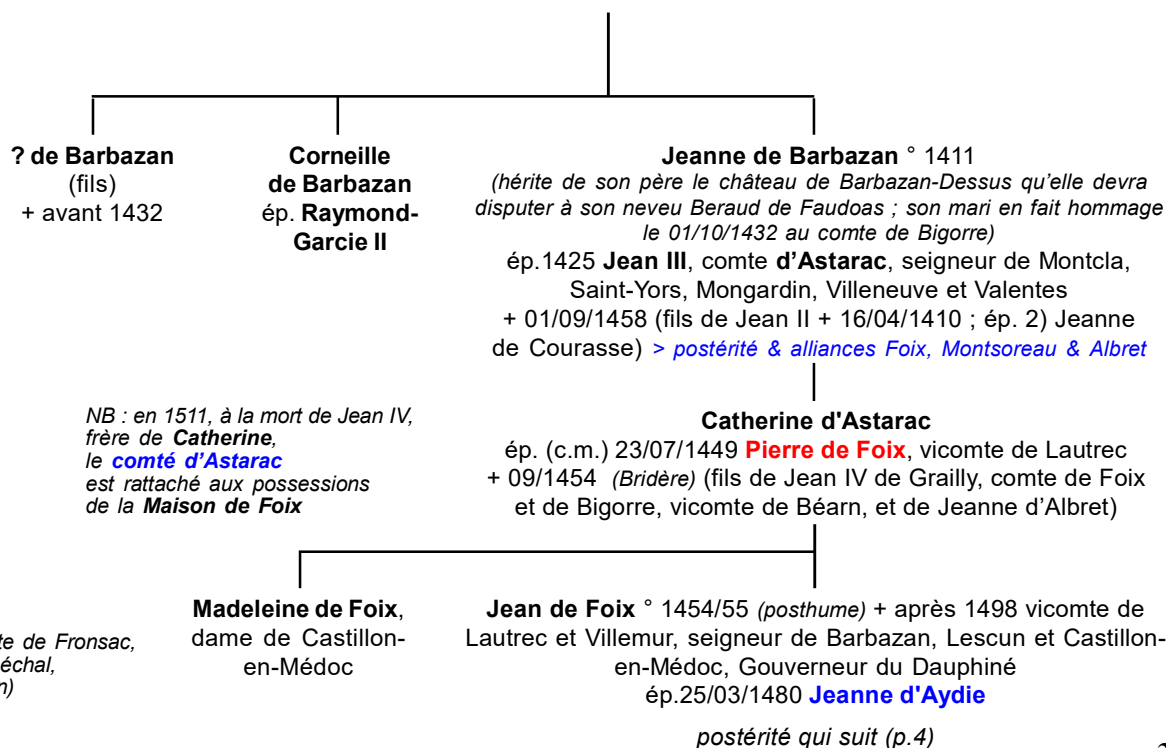 ? de Barbazan
(fils)
+ avant 1432
Corneille
de Barbazan
ép. Raymond-
Garcie II
Jeanne de Barbazan ° 1411
(hérite de son père le château de Barbazan-Dessus qu'elle devra
disputer à son neveu Beraud de Faudoas ; son mari en fait hommage
le 01/10/1432 au comte de Bigorre)
ép.1425 Jean III, comte d'Astarac, seigneur de Montcla,
Saint-Yors, Mongardin, Villeneuve et Valentes
+ 01/09/1458 (fils de Jean II + 16/04/1410 ; ép. 2) Jeanne
de Courasse) > postérité & alliances Foix, Montsoreau & Albret
NB : en 1511, à la mort de Jean IV,
frère de Catherine,
le comté d'Astarac
est rattaché aux possessions
de la Maison de Foix
Catherine d'Astarac
ép. (c.m.) 23/07/1449 Pierre de Foix, vicomte de Lautrec
+ 09/1454 (Bridère) (fils de Jean IV de Grailly, comte de Foix
et de Bigorre, vicomte de Béarn, et de Jeanne d'Albret)
te de Fronsac,
échal,
n)
Madeleine de Foix,
dame de Castillon-
en-Médoc
Jean de Foix ° 1454/55 (posthume) + après 1498 vicomte de
Lautrec et Villemur, seigneur de Barbazan, Lescun et Castillon-
en-Médoc, Gouverneur du Dauphiné
ép.25/03/1480 Jeanne d'Aydie
postérité qui suit (p.4)